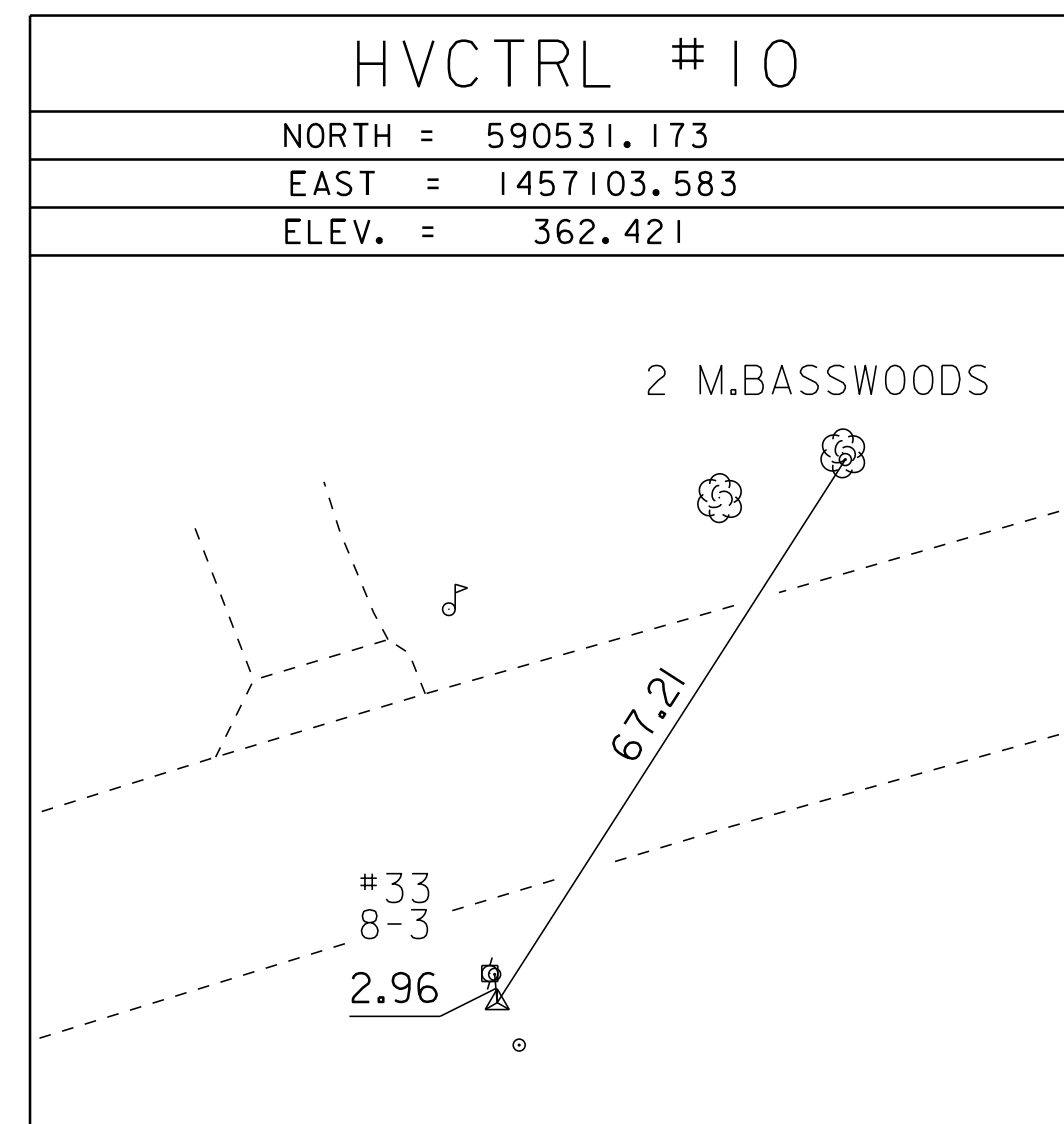 HVCTRL #10
NORTH = 590531.173
EAST = 1457103.583
ELEV. = 362.421
2 M.BASSWOODS
67.21
#33
8-3
2.96